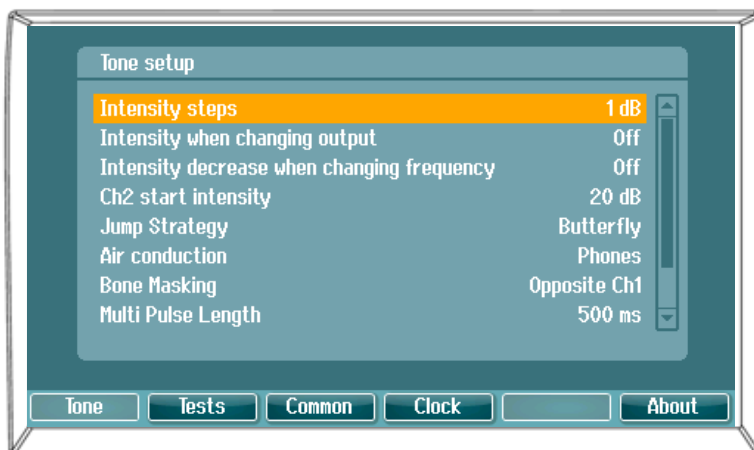 Tone setup
Intensity steps 1 dB
Intensity when changing output Off
Intensity decrease when changing frequency Off
Ch2 start intensity 20 dB
Jump Strategy Butterfly
Air conduction Phones
Bone Masking Opposite Ch1
Multi Pulse Length 500 ms
Tone Tests Common Clock About